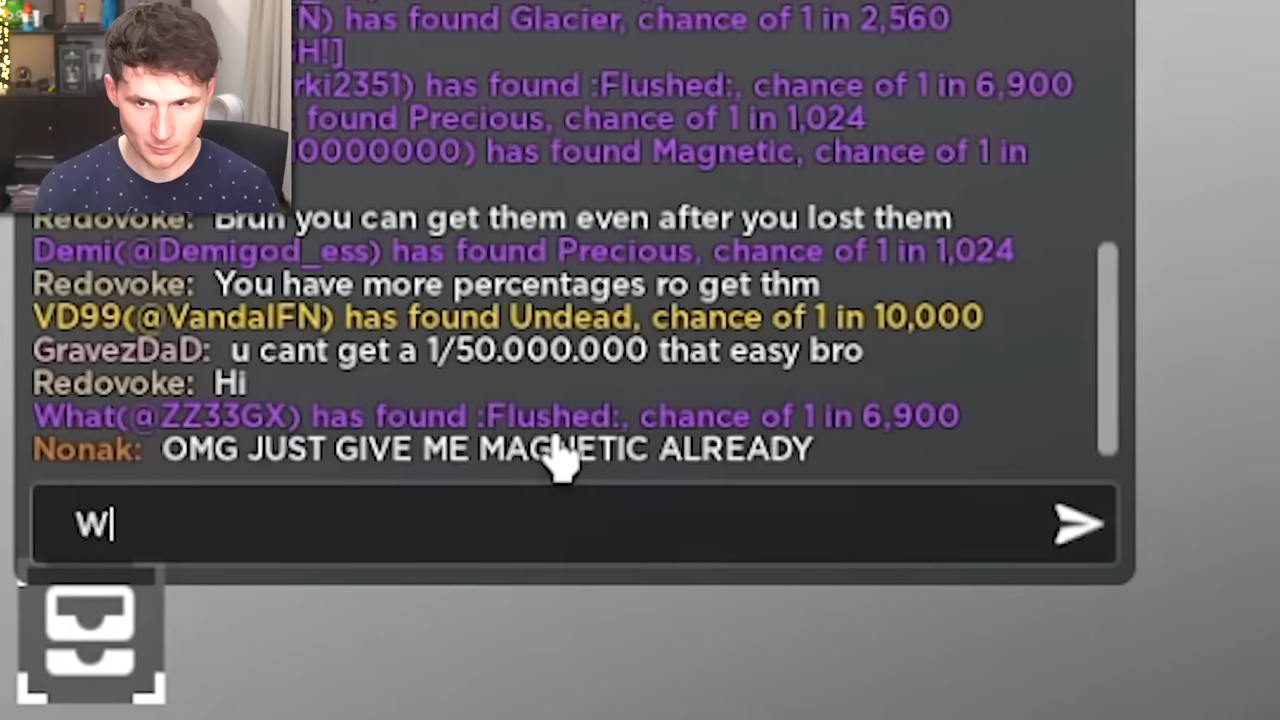 N) has found Glacier, chance of 1 in 2,560
H!]
rki2351) has found :Flushed:, chance of 1 in 6,900
found Precious, chance of 1 in 1,024
0000000) has found Magnetic, chance of 1 in
Redovoke: Bruh you can get them even after you lost them
Demi(@Demigod_ess) has found Precious, chance of 1 in 1,024
Redovoke: You have more percentages ro get thm
VD99(@VandalFN) has found Undead, chance of 1 in 10,000
GravezDaD: u cant get a 1/50.000.000 that easy bro
Redovoke: Hi
What(@ZZ33GX) has found :Flushed:, chance of 1 in 6,900
Nonak: OMG JUST GIVE ME MAGNETIC ALREADY
W